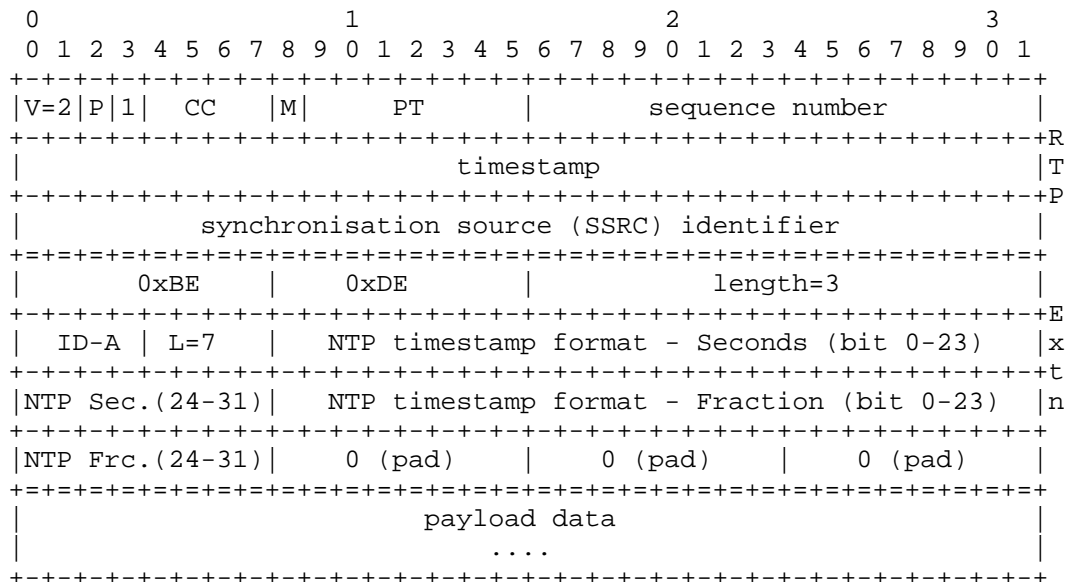 0                   1                   2                   3
 0 1 2 3 4 5 6 7 8 9 0 1 2 3 4 5 6 7 8 9 0 1 2 3 4 5 6 7 8 9 0 1
+-+-+-+-+-+-+-+-+-+-+-+-+-+-+-+-+-+-+-+-+-+-+-+-+-+-+-+-+-+-+-+-+
|V=2|P|1|  CC   |M|     PT      |       sequence number         |
+-+-+-+-+-+-+-+-+-+-+-+-+-+-+-+-+-+-+-+-+-+-+-+-+-+-+-+-+-+-+-+-+R
|                           timestamp                           |T
+-+-+-+-+-+-+-+-+-+-+-+-+-+-+-+-+-+-+-+-+-+-+-+-+-+-+-+-+-+-+-+-+P
|           synchronisation source (SSRC) identifier            |
+=+=+=+=+=+=+=+=+=+=+=+=+=+=+=+=+=+=+=+=+=+=+=+=+=+=+=+=+=+=+=+=+
|       0xBE    |    0xDE       |           length=3            |
+-+-+-+-+-+-+-+-+-+-+-+-+-+-+-+-+-+-+-+-+-+-+-+-+-+-+-+-+-+-+-+-+E
|  ID-A | L=7   |   NTP timestamp format - Seconds (bit 0-23)   |x
+-+-+-+-+-+-+-+-+-+-+-+-+-+-+-+-+-+-+-+-+-+-+-+-+-+-+-+-+-+-+-+-+t
|NTP Sec.(24-31)|   NTP timestamp format - Fraction (bit 0-23)  |n
+-+-+-+-+-+-+-+-+-+-+-+-+-+-+-+-+-+-+-+-+-+-+-+-+-+-+-+-+-+-+-+-+
|NTP Frc.(24-31)|    0 (pad)    |    0 (pad)    |    0 (pad)    |
+=+=+=+=+=+=+=+=+=+=+=+=+=+=+=+=+=+=+=+=+=+=+=+=+=+=+=+=+=+=+=+=+
|                         payload data                          |
|                             ....                              |
+-+-+-+-+-+-+-+-+-+-+-+-+-+-+-+-+-+-+-+-+-+-+-+-+-+-+-+-+-+-+-+-+